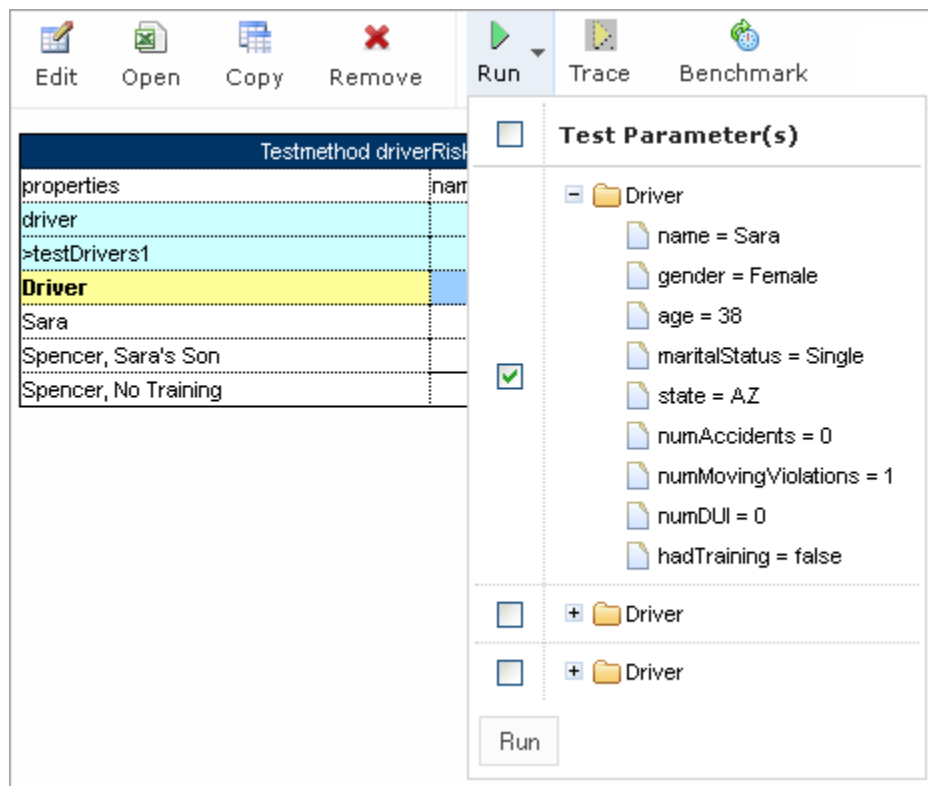 Edit Open Copy Remove Run Trace Benchmark
Testmethod driverRis
properties
driver
>testDrivers1
Driver
Sara
Spencer, Sara's Son
Spencer, No Training
Test Parameter(s)
Driver
name = Sara
gender = Female
age = 38
maritalStatus = Single
state = AZ
numAccidents = 0
numMovingViolations = 1
numDUI = 0
hadTraining = false
Driver
Driver
Run